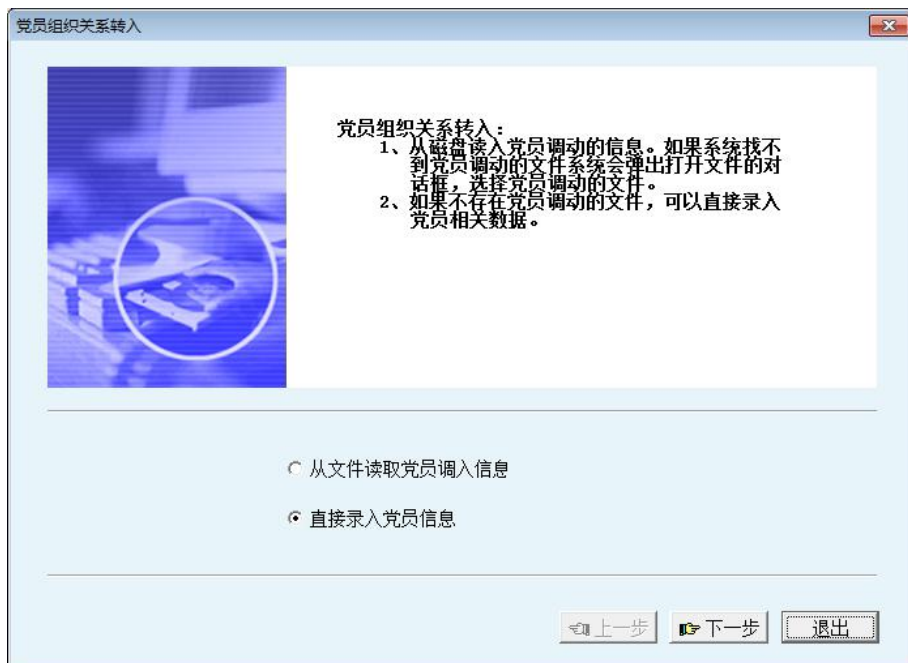 党员组织关系转入
党员组织关系转入：
1、从磁盘读入党员调动的信息。如果系统找不
到党员调动的文件系统会弹出打开文件的对
话框，选择党员调动的文件。
2、如果不存在党员调动的文件，可以直接录入
党员相关数据。
从文件读取党员调入信息
直接录入党员信息
上一步 下一步 退出